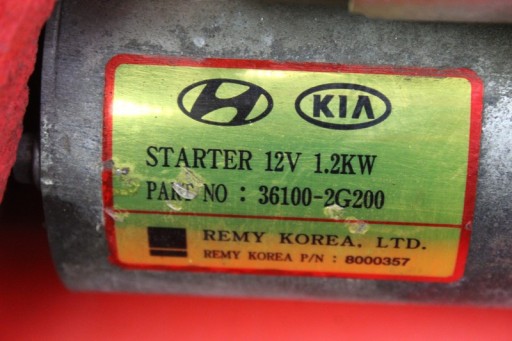 KIA
STARTER 12V 1.2KW
PART NO : 36100-2G200
REMY KOREA, LTD.
REMY KOREA P/N : 8000357